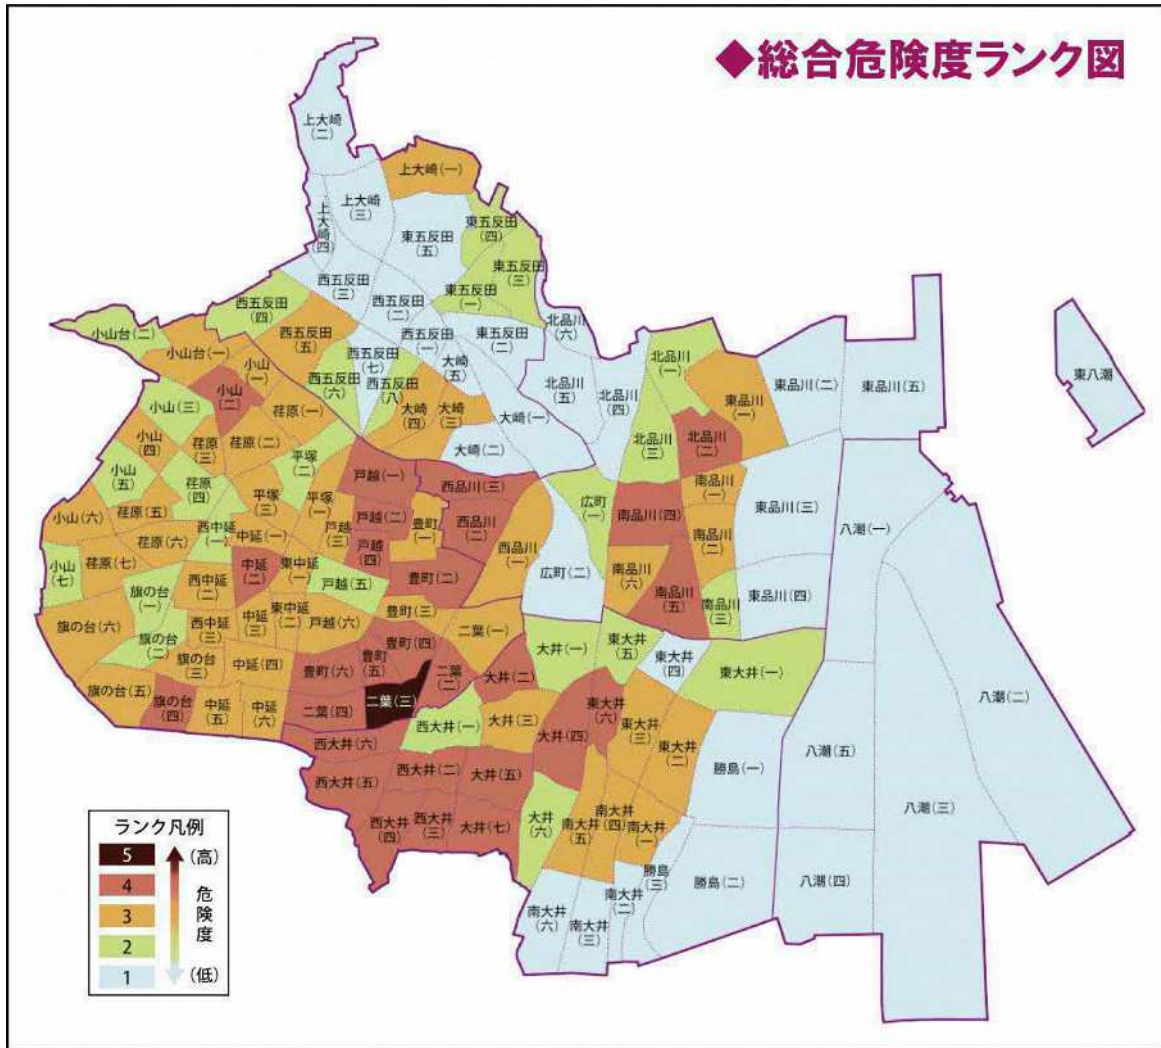 ◆総合危険度ランク図
上大崎
(二)
上大崎(一)
上大崎
(三)
上大崎
(四)
東五反田
(四)
東五反田
(五)
東五反田
(三)
東五反田
(一)
西五反田
(三)
西五反田
(二)
西五反田
(四)
西五反田
(一)
東五反田
(二)
北品川
(六)
小山台(二)
小山台(一)
西五反田
(五)
西五反田
(七)
西五反田
(六)
西五反田
(八)
大崎
(五)
北品川
(五)
北品川
(四)
北品川
(一)
東品川
(一)
東品川(二)
東品川(五)
東八潮
小山
(一)
小山
(二)
小山(三)
荏原(一)
大崎
(四)
大崎
(三)
大崎(一)
大崎(二)
北品川
(三)
北品川
(二)
小山
(四)
荏原
(三)
荏原(二)
平塚
(二)
小山
(五)
荏原
(四)
戸越(一)
西品川(三)
広町
(一)
南品川
(一)
東品川(三)
八潮(一)
小山(六)
荏原(五)
平塚
(三)
平塚
(一)
戸越(二)
豊町
(一)
西品川
(二)
西品川
(一)
南品川(四)
南品川
(二)
西中延
(一)
中延(一)
戸越
(三)
戸越
(四)
荏原(六)
荏原(七)
小山
(七)
中延
(二)
東中延
(一)
戸越(五)
豊町(二)
広町(二)
南品川
(六)
南品川
(五)
南品川
(三)
東品川(四)
旗の台
(一)
西中延
(二)
中延
(三)
東中延
(二)
戸越(六)
豊町(三)
二葉(一)
旗の台(六)
旗の台
(二)
西中延
(三)
旗の台
(三)
中延(四)
豊町(四)
豊町
(五)
豊町(六)
二葉
(二)
大井(一)
大井(二)
東大井
(五)
東大井
(四)
東大井(一)
八潮(二)
旗の台(五)
旗の台
(四)
中延
(五)
中延
(六)
二葉(四)
二葉(三)
西大井(一)
大井(三)
大井(四)
東大井
(六)
東大井
(三)
東大井
(二)
西大井(六)
西大井(五)
西大井(二)
大井(五)
勝島(一)
八潮(五)
八潮(三)
西大井
(四)
西大井
(三)
大井(七)
大井
(六)
南大井
(五)
南大井
(四)
南大井
(一)
勝島
(三)
勝島(二)
八潮(四)
南大井
(六)
南大井
(三)
南大井
(二)
ランク凡例
5
(高)
4
危険度
3
2
1
(低)